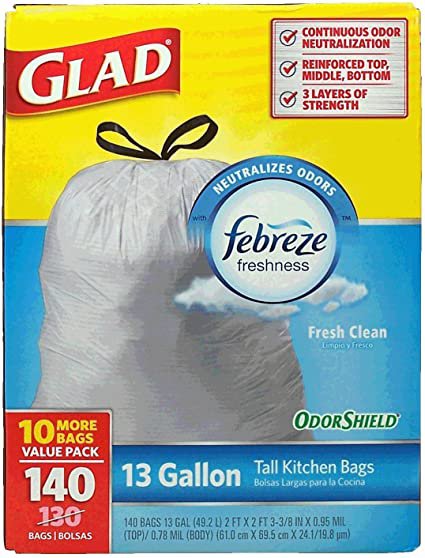 GLAD
CONTINUOUS ODOR
NEUTRALIZATION
REINFORCED TOP,
MIDDLE, BOTTOM
3 LAYERS OF
STRENGTH
NEUTRALIZES ODORS
with
febreze™
freshness
Fresh Clean
Limpio y Fresco
ODORSHIELD®
10 MORE
BAGS
VALUE PACK
140
130
BAGS | BOLSAS
13 Gallon
Tall Kitchen Bags
Bolsas Largas para la Cocina
140 BAGS 13 GAL (49.2 L) 2 FT X 2 FT 3-3/8 IN X 0.95 MIL
(TOP)/ 0.78 MIL (BODY) (61.0 cm X 69.5 cm X 24.1/19.8 µm)